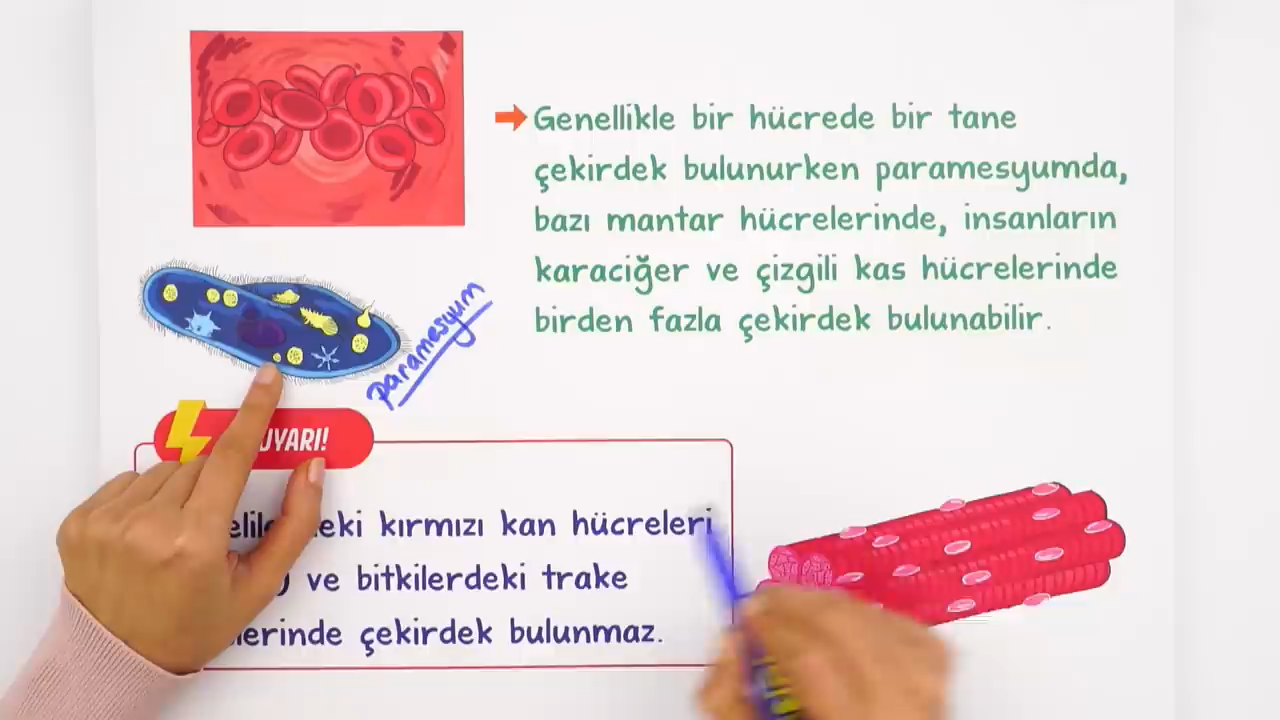 Genellikle bir hücrede bir tane
çekirdek bulunurken paramesyumda,
bazı mantar hücrelerinde, insanların
karaciğer ve çizgili kas hücrelerinde
birden fazla çekirdek bulunabilir.
paramesyum
UYARI!
kırmızı kan hücreleri
ve bitkilerdeki trake
çekirdek bulunmaz.